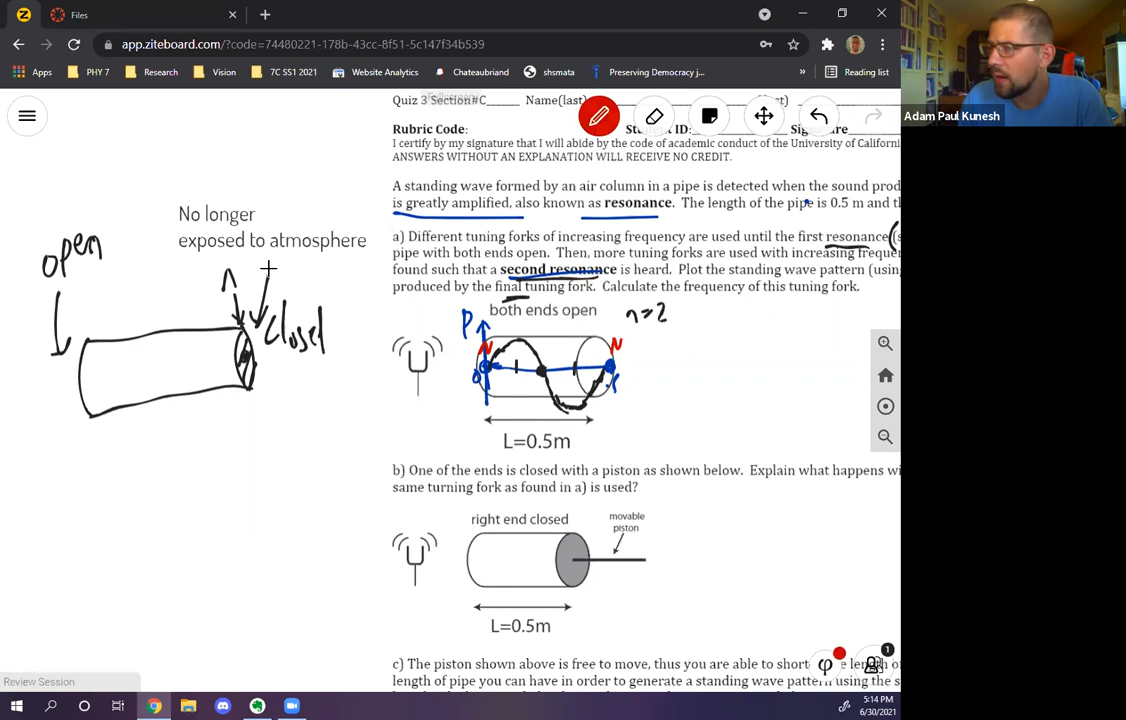 Files
app.ziteboard.com/?code=74480221-178b-43cc-8f51-5c147f34b539
Apps
PHY 7
Research
Vision
7C SS1 2021
Website Analytics
Chateaubriand
shsmata
Preserving Democracy j...
»
Reading list
Adam Paul Kunesh
Quiz 3 Section#C______ Name(last)
Rubric Code:
I certify by my signature that I will abide by the code of academic conduct of the University of Californi
ANSWERS WITHOUT AN EXPLANATION WILL RECEIVE NO CREDIT.
A standing wave formed by an air column in a pipe is detected when the sound prod
is greatly amplified, also known as resonance. The length of the pipe is 0.5 m and th
a) Different tuning forks of increasing frequency are used until the first resonance (
pipe with both ends open. Then, more tuning forks are used with increasing freque
found such that a second resonance is heard. Plot the standing wave pattern (usin
produced by the final tuning fork. Calculate the frequency of this tuning fork.
both ends open
n=2
P
N
N
L=0.5m
No longer
exposed to atmosphere
open
closed
b) One of the ends is closed with a piston as shown below. Explain what happens w
same turning fork as found in a) is used?
right end closed
movable
piston
L=0.5m
c) The piston shown above is free to move, thus you are able to short
length of pipe you can have in order to generate a standing wave pattern using the s
Review Session
1
5:14 PM
6/30/2021